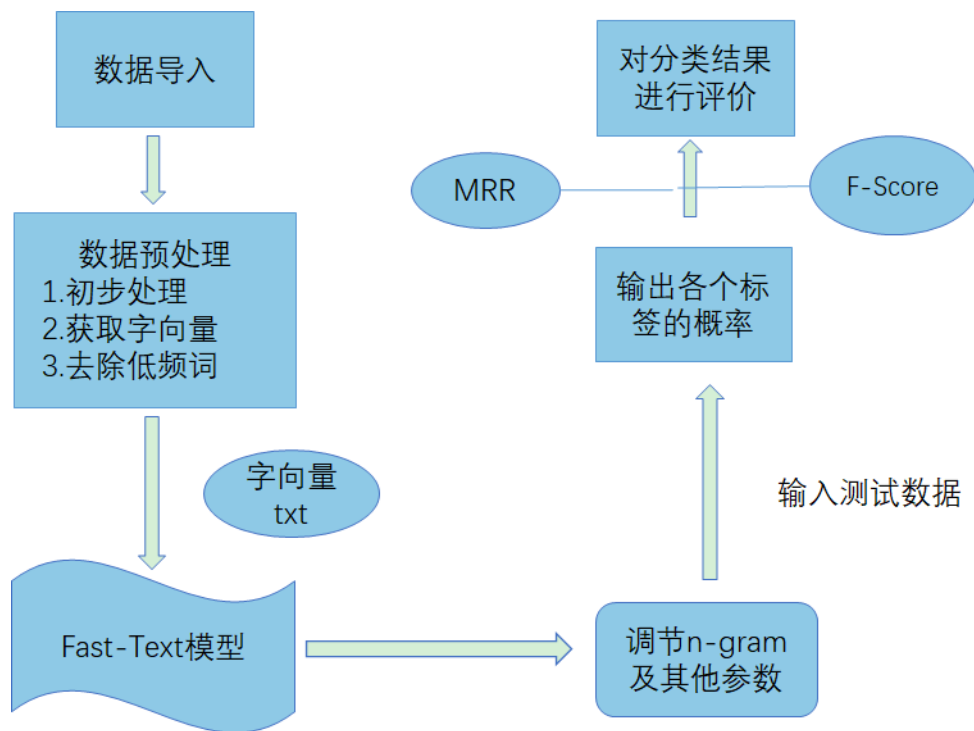 数据导入
数据预处理
1.初步处理
2.获取字向量
3.去除低频词
字向量
txt
Fast-Text模型
调节n-gram
及其他参数
输入测试数据
输出各个标
签的概率
MRR
F-Score
对分类结果
进行评价